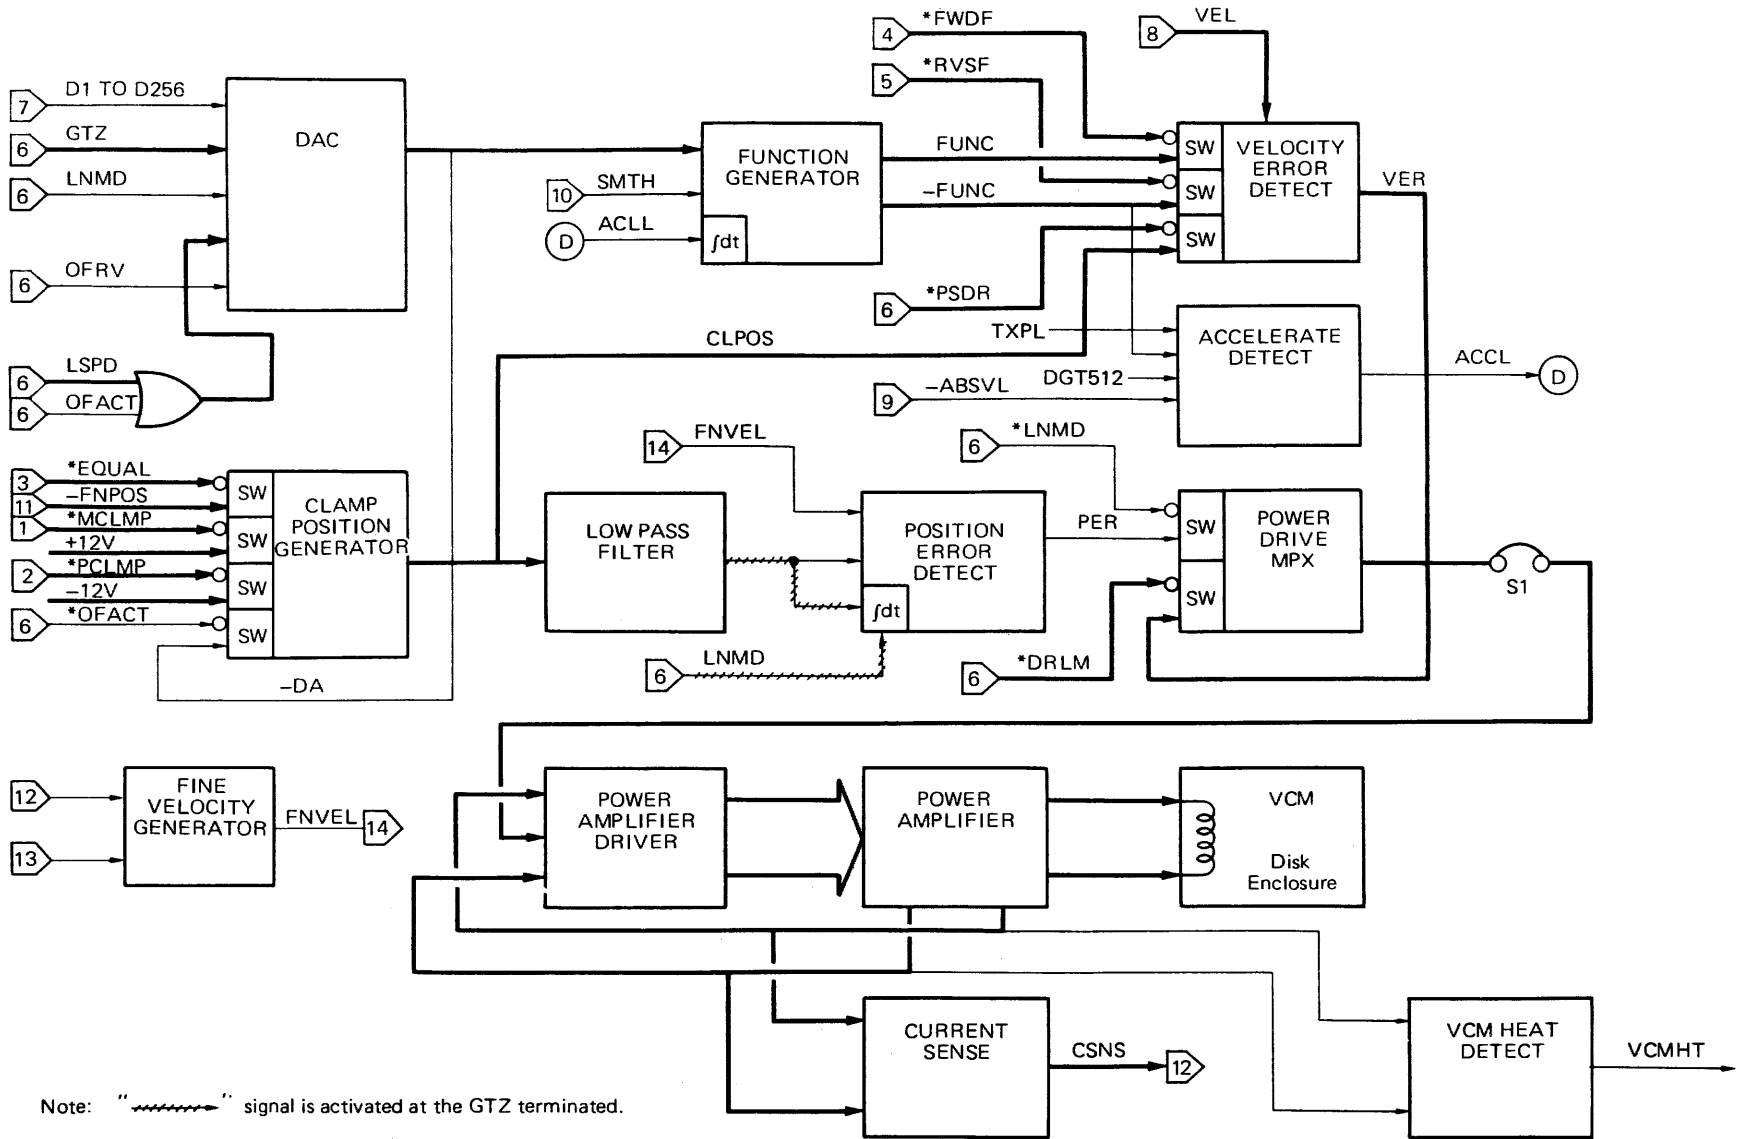 *FWDF
4
VEL
8
*RVSF
5
D1 TO D256
7
GTZ
6
LNMD
6
OFRV
6
DAC
FUNCTION
GENERATOR
∫dt
SMTH
10
ACLL
D
FUNC
−FUNC
SW
SW
SW
VELOCITY
ERROR
DETECT
VER
*PSDR
6
CLPOS
TXPL
DGT512
−ABSVL
9
ACCELERATE
DETECT
ACCL
D
LSPD
6
OFACT
6
*EQUAL
3
−FNPOS
11
*MCLMP
1
+12V
*PCLMP
2
−12V
*OFACT
6
SW
SW
SW
SW
CLAMP
POSITION
GENERATOR
−DA
LOW PASS
FILTER
FNVEL
14
LNMD
6
POSITION
ERROR
DETECT
∫dt
*LNMD
6
PER
*DRLM
6
SW
SW
POWER
DRIVE
MPX
S1
12
13
FINE
VELOCITY
GENERATOR
FNVEL
14
POWER
AMPLIFIER
DRIVER
POWER
AMPLIFIER
VCM
Disk
Enclosure
CURRENT
SENSE
CSNS
12
VCM HEAT
DETECT
VCMHT
Note: " " signal is activated at the GTZ terminated.